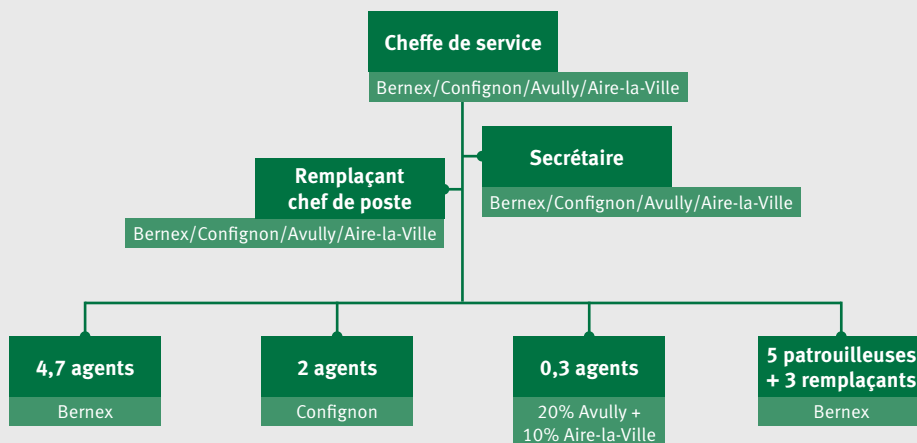 Cheffe de service
Bernex/Confignon/Avully/Aire-la-Ville
Secrétaire
Bernex/Confignon/Avully/Aire-la-Ville
Remplaçant
chef de poste
Bernex/Confignon/Avully/Aire-la-Ville
4,7 agents
Bernex
2 agents
Confignon
0,3 agents
20% Avully +
10% Aire-la-Ville
5 patrouilleuses
+ 3 remplaçants
Bernex